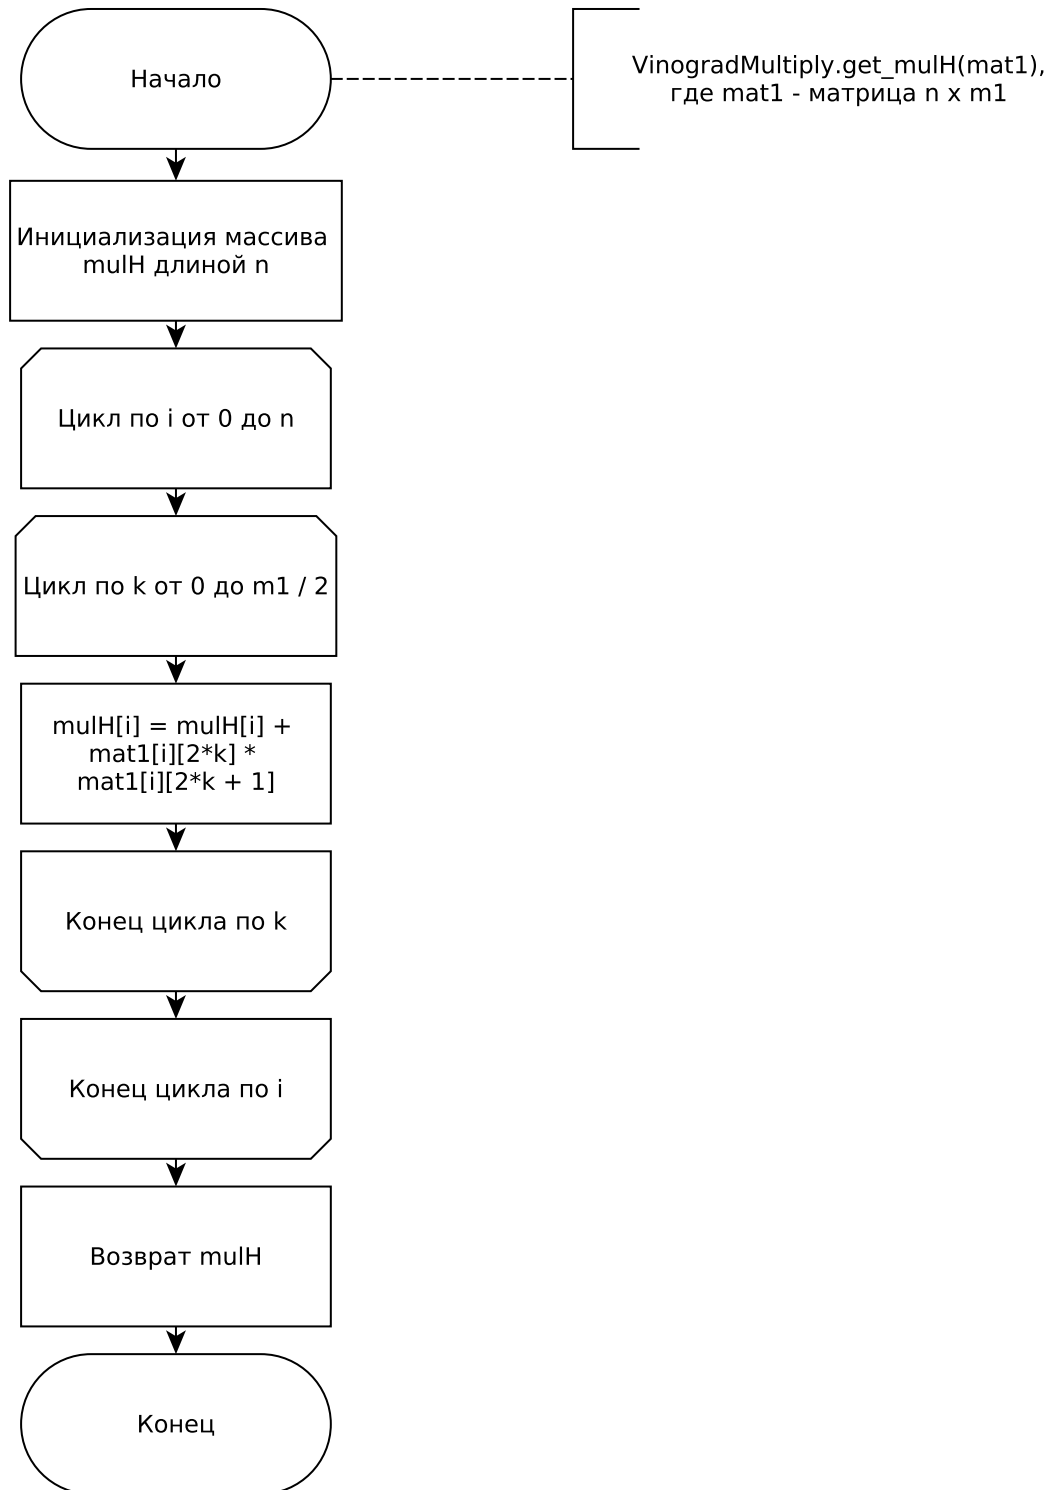 Начало
VinogradMultiply.get_mulH(mat1),
где mat1 - матрица n x m1
Инициализация массива
mulH длиной n
Цикл по i от 0 до n
Цикл по k от 0 до m1 / 2
mulH[i] = mulH[i] +
mat1[i][2*k] *
mat1[i][2*k + 1]
Конец цикла по k
Конец цикла по i
Возврат mulH
Конец